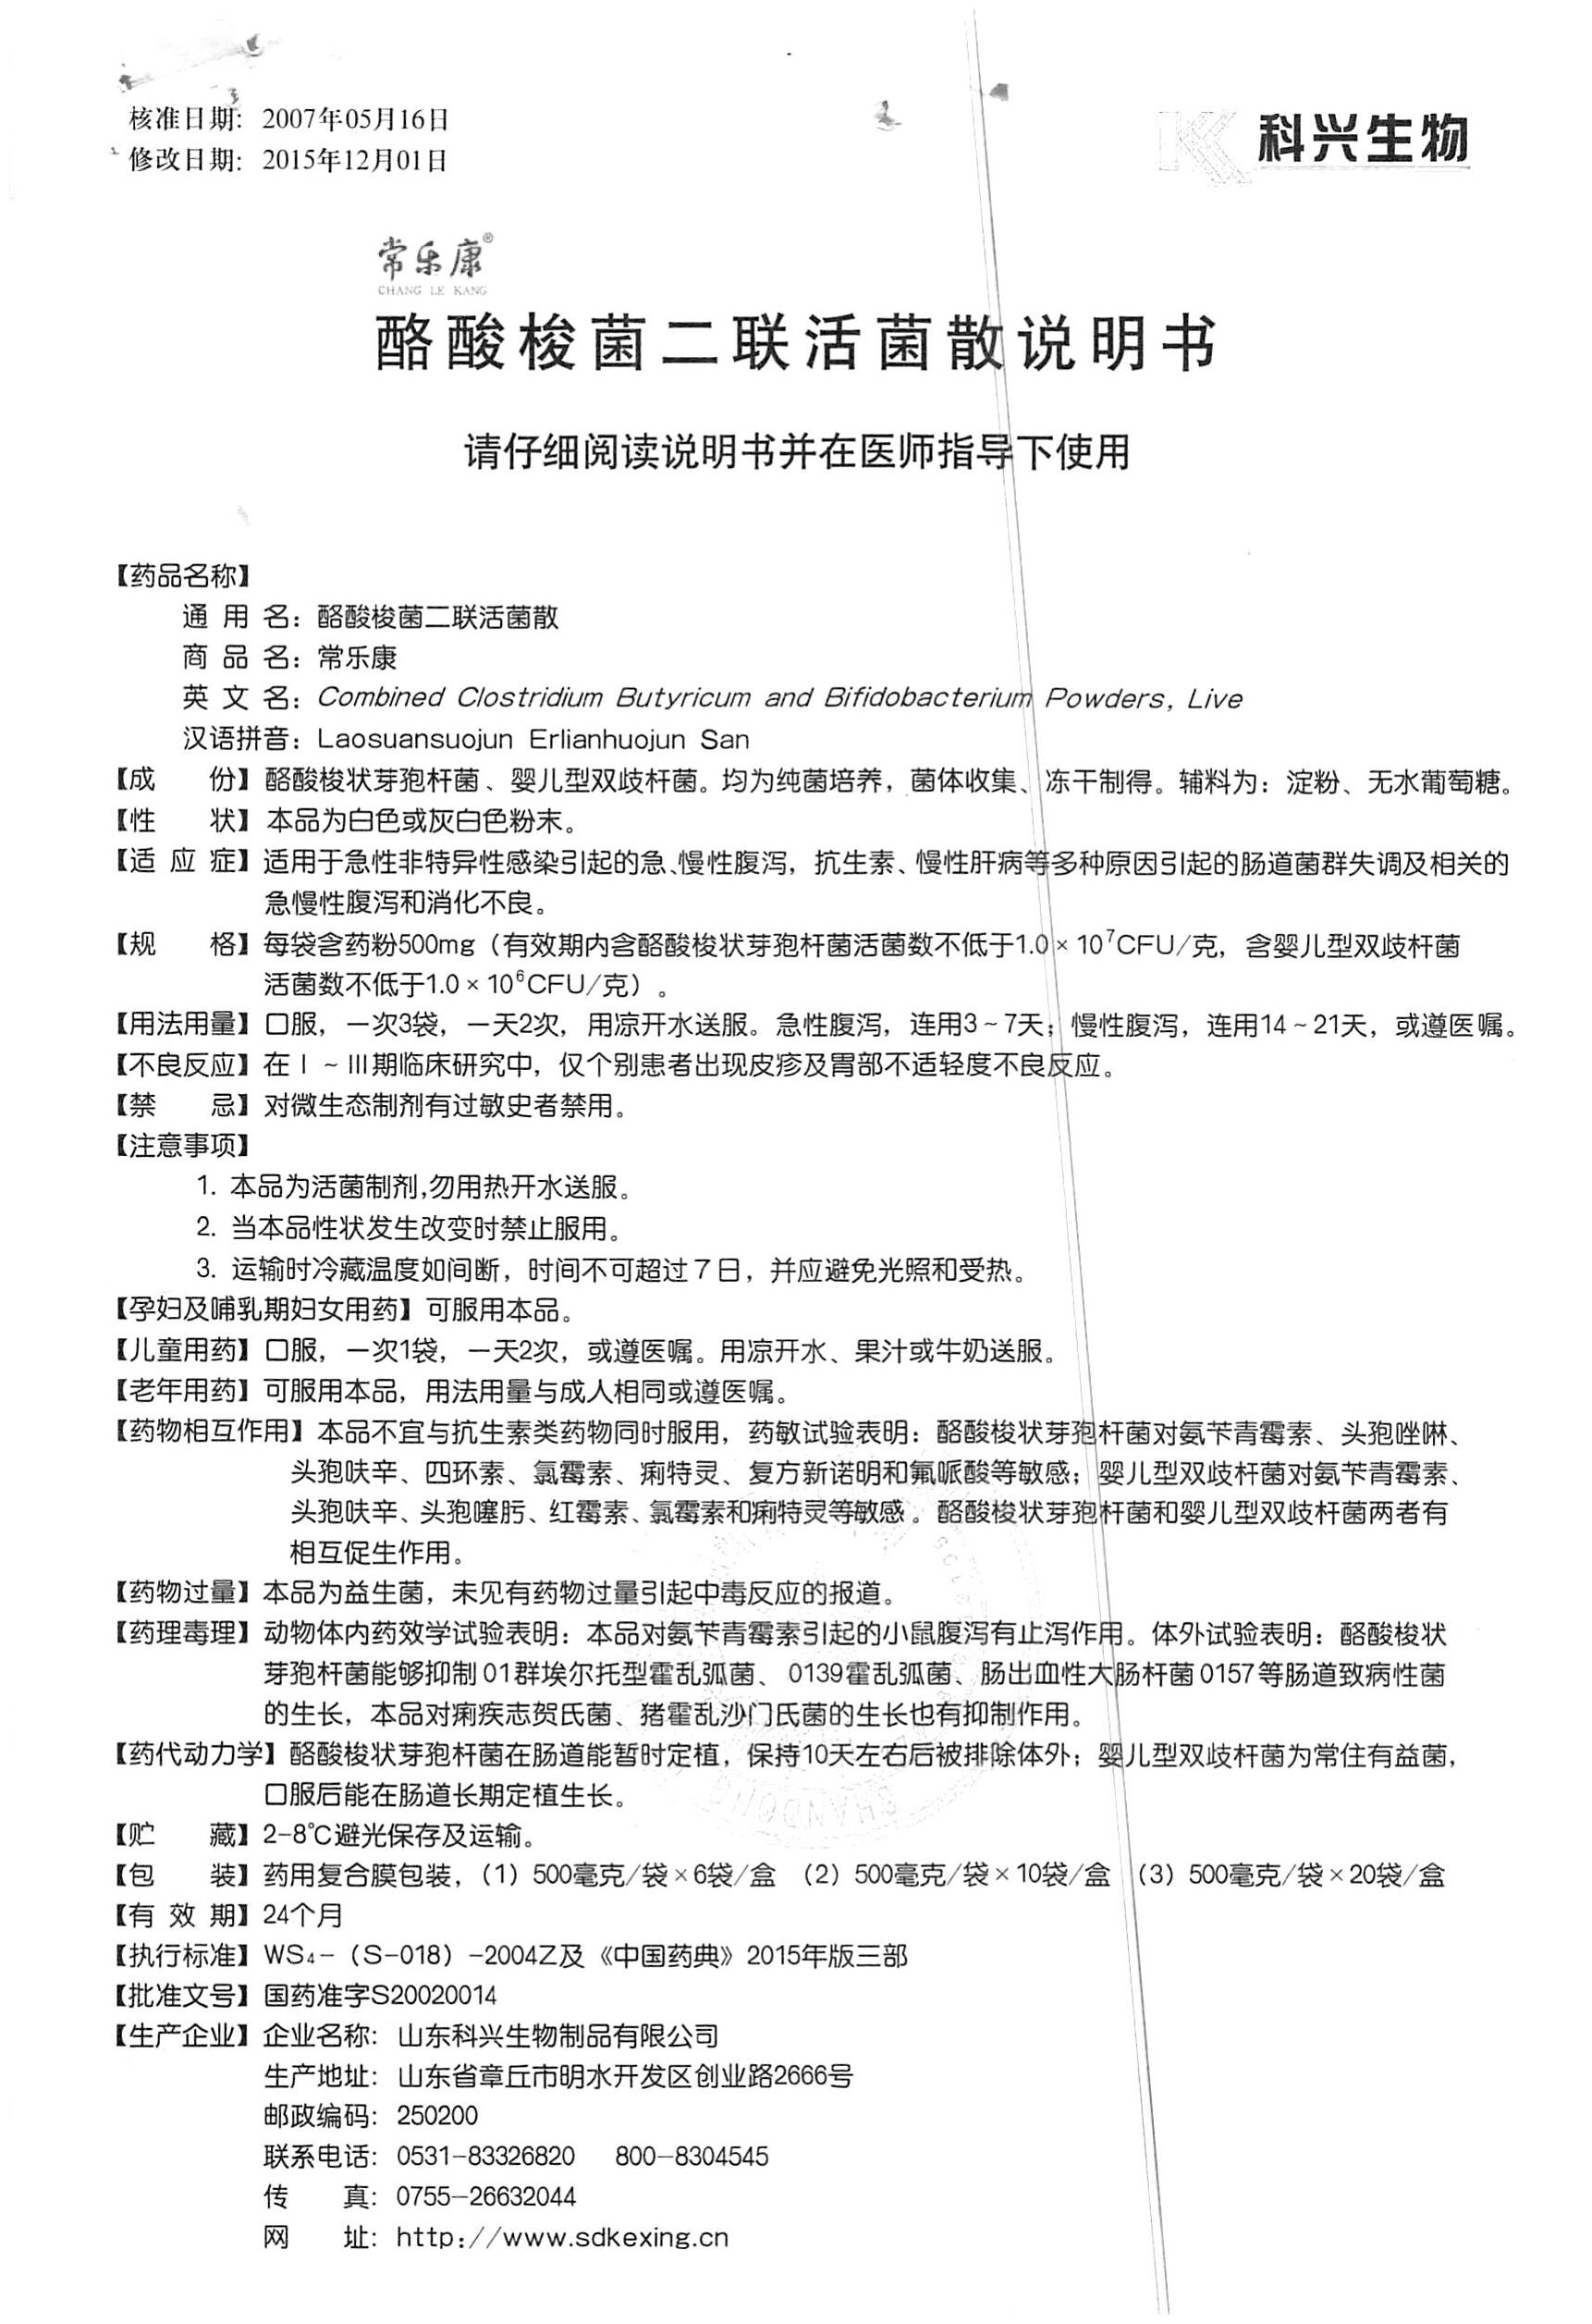 核准日期: 2007年05月16日
修改日期: 2015年12月01日
科兴生物
常乐康®
CHANG LE KANG
酪酸梭菌二联活菌散说明书
请仔细阅读说明书并在医师指导下使用
【药品名称】
通 用 名：酪酸梭菌二联活菌散
商 品 名：常乐康
英 文 名：Combined Clostridium Butyricum and Bifidobacterium Powders, Live
汉语拼音：Laosuansuojun Erlianhuojun San
【成　　份】酪酸梭状芽孢杆菌、婴儿型双歧杆菌。均为纯菌培养，菌体收集、冻干制得。辅料为：淀粉、无水葡萄糖。
【性　　状】本品为白色或灰白色粉末。
【适 应 症】适用于急性非特异性感染引起的急、慢性腹泻，抗生素、慢性肝病等多种原因引起的肠道菌群失调及相关的
急慢性腹泻和消化不良。
【规　　格】每袋含药粉500mg（有效期内含酪酸梭状芽孢杆菌活菌数不低于1.0×10⁷CFU/克，含婴儿型双歧杆菌
活菌数不低于1.0×10⁶CFU/克）。
【用法用量】口服，一次3袋，一天2次，用凉开水送服。急性腹泻，连用3~7天；慢性腹泻，连用14~21天，或遵医嘱。
【不良反应】在Ⅰ~Ⅲ期临床研究中，仅个别患者出现皮疹及胃部不适轻度不良反应。
【禁　　忌】对微生态制剂有过敏史者禁用。
【注意事项】
1. 本品为活菌制剂,勿用热开水送服。
2. 当本品性状发生改变时禁止服用。
3. 运输时冷藏温度如间断，时间不可超过7日，并应避免光照和受热。
【孕妇及哺乳期妇女用药】可服用本品。
【儿童用药】口服，一次1袋，一天2次，或遵医嘱。用凉开水、果汁或牛奶送服。
【老年用药】可服用本品，用法用量与成人相同或遵医嘱。
【药物相互作用】本品不宜与抗生素类药物同时服用，药敏试验表明：酪酸梭状芽孢杆菌对氨苄青霉素、头孢唑啉、
头孢呋辛、四环素、氯霉素、痢特灵、复方新诺明和氟哌酸等敏感；婴儿型双歧杆菌对氨苄青霉素、
头孢呋辛、头孢噻肟、红霉素、氯霉素和痢特灵等敏感。酪酸梭状芽孢杆菌和婴儿型双歧杆菌两者有
相互促生作用。
【药物过量】本品为益生菌，未见有药物过量引起中毒反应的报道。
【药理毒理】动物体内药效学试验表明：本品对氨苄青霉素引起的小鼠腹泻有止泻作用。体外试验表明：酪酸梭状
芽孢杆菌能够抑制01群埃尔托型霍乱弧菌、0139霍乱弧菌、肠出血性大肠杆菌0157等肠道致病性菌
的生长，本品对痢疾志贺氏菌、猪霍乱沙门氏菌的生长也有抑制作用。
【药代动力学】酪酸梭状芽孢杆菌在肠道能暂时定植，保持10天左右后被排除体外；婴儿型双歧杆菌为常住有益菌，
口服后能在肠道长期定植生长。
【贮　　藏】2-8℃避光保存及运输。
【包　　装】药用复合膜包装，（1）500毫克/袋×6袋/盒 （2）500毫克/袋×10袋/盒 （3）500毫克/袋×20袋/盒
【有 效 期】24个月
【执行标准】WS₄-（S-018）-2004Z及《中国药典》2015年版三部
【批准文号】国药准字S20020014
【生产企业】企业名称：山东科兴生物制品有限公司
生产地址：山东省章丘市明水开发区创业路2666号
邮政编码：250200
联系电话：0531-83326820　800-8304545
传　　真：0755-26632044
网　　址：http://www.sdkexing.cn